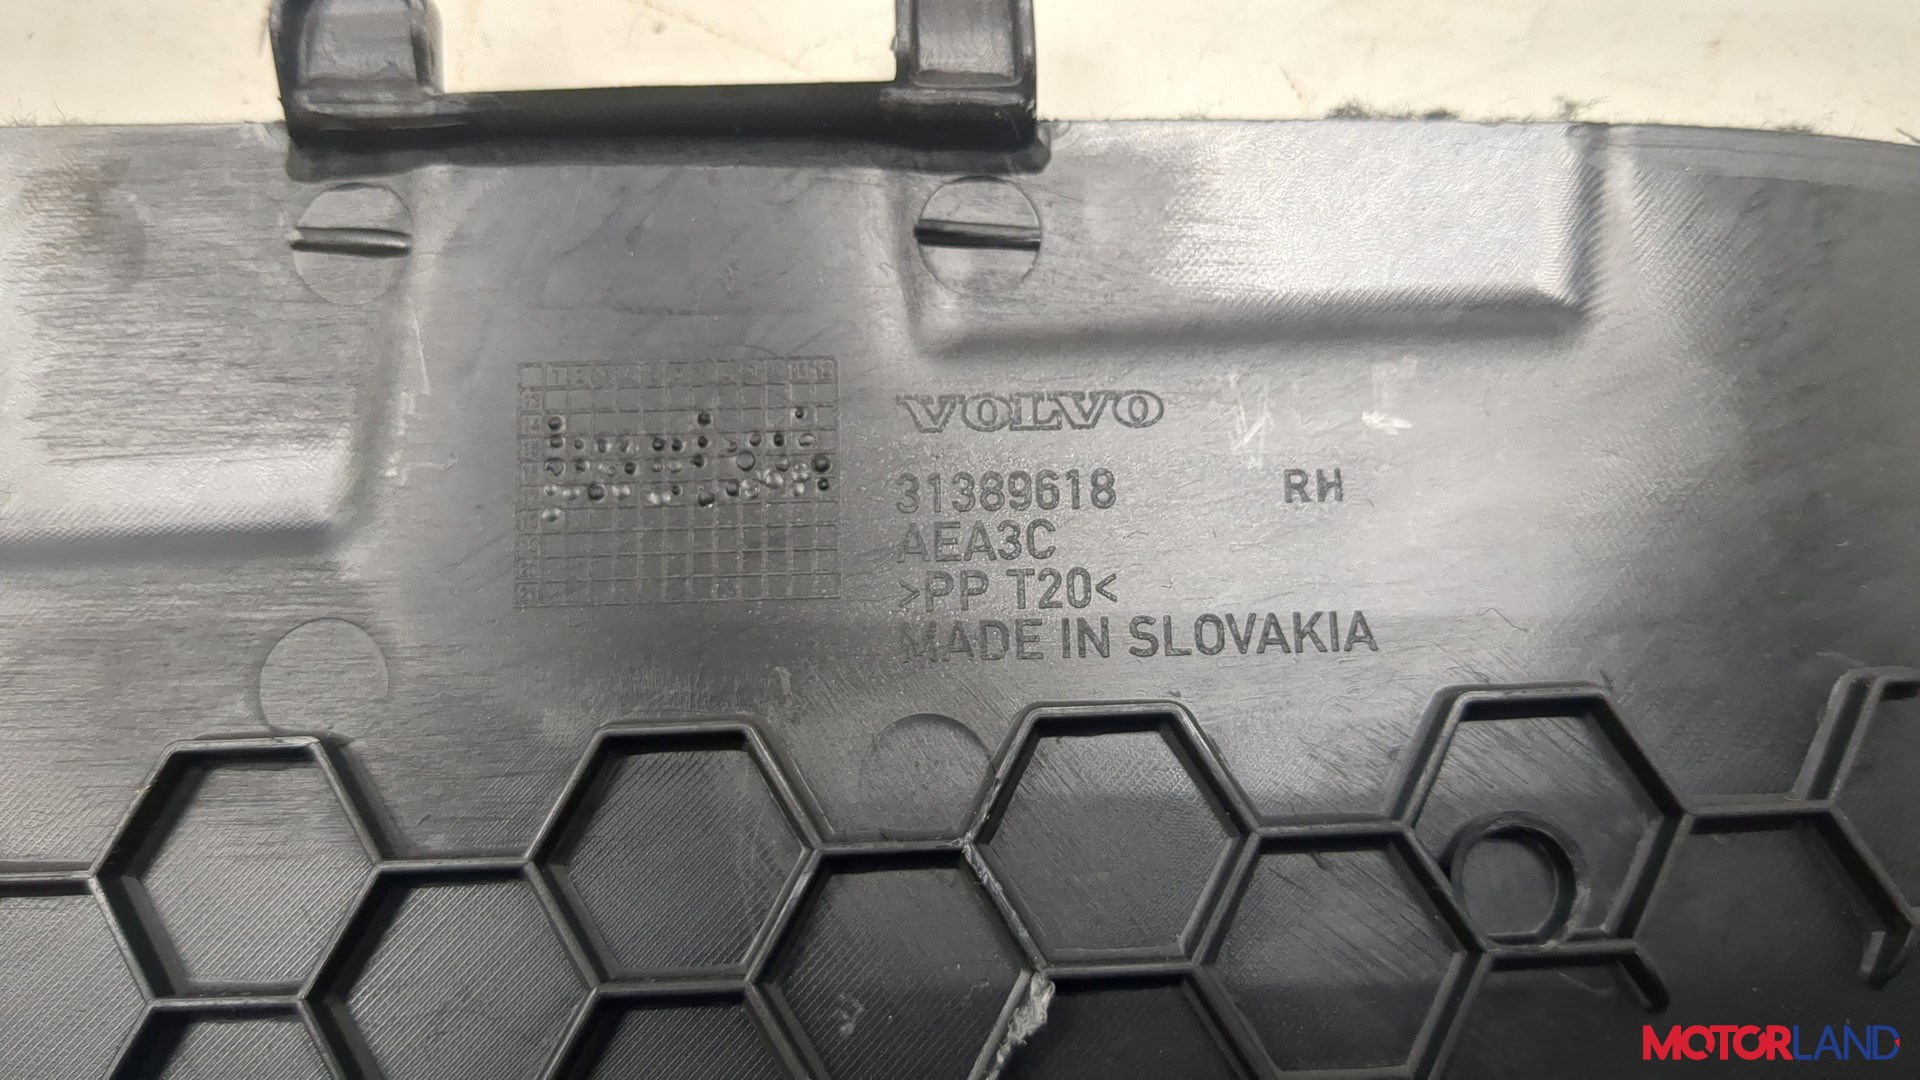 VOLVO
31389618 RH
AEA3C
>PP T20<
MADE IN SLOVAKIA
MOTORLAND